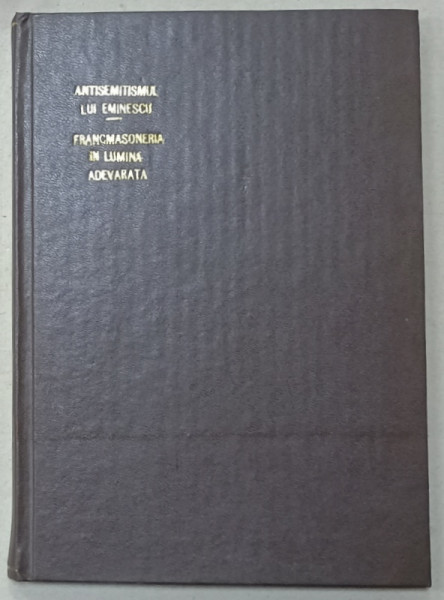 ANTISEMITISMUL
LUI EMINESCU
FRANCMASONERIA
IN LUMINA
ADEVARATA